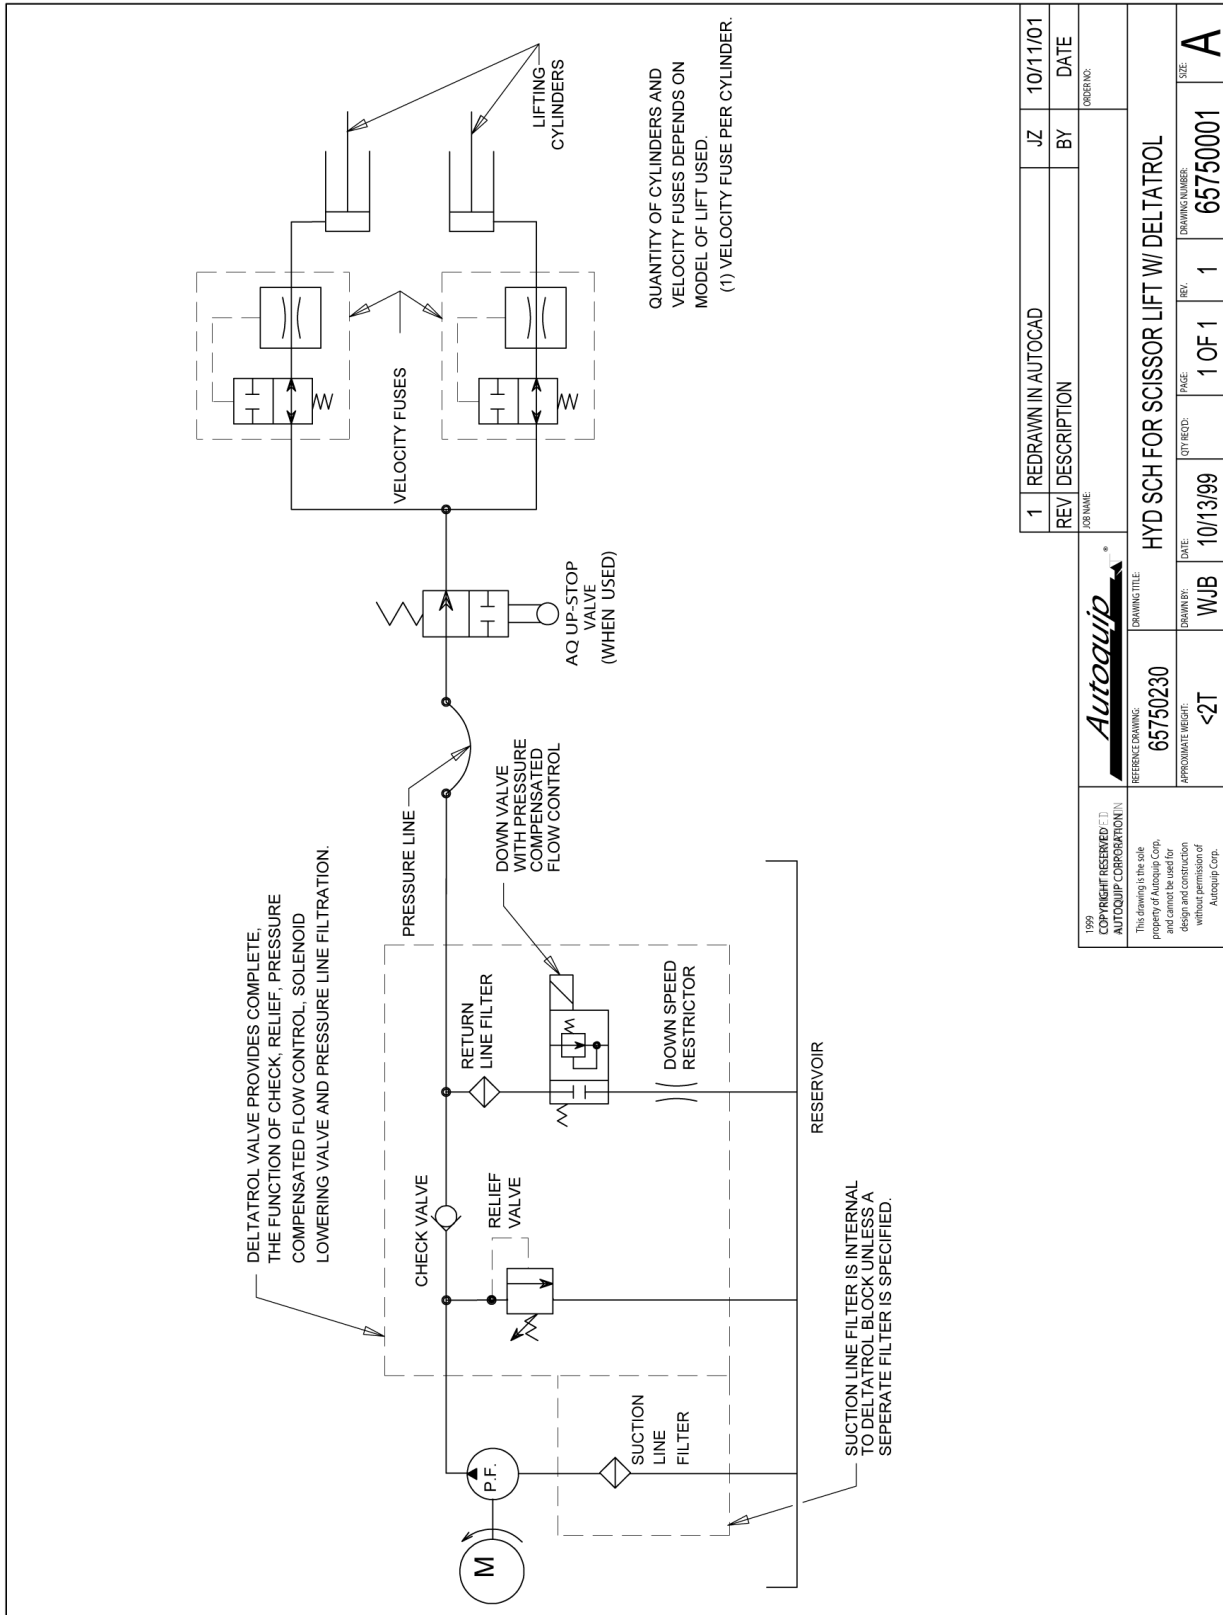 LIFTING
CYLINDERS
QUANTITY OF CYLINDERS AND
VELOCITY FUSES DEPENDS ON
MODEL OF LIFT USED.
(1) VELOCITY FUSE PER CYLINDER.
VELOCITY FUSES
AQ UP-STOP
VALVE
(WHEN USED)
PRESSURE LINE
DOWN VALVE
WITH PRESSURE
COMPENSATED
FLOW CONTROL
DELTATROL VALVE PROVIDES COMPLETE,
THE FUNCTION OF CHECK, RELIEF, PRESSURE
COMPENSATED FLOW CONTROL, SOLENOID
LOWERING VALVE AND PRESSURE LINE FILTRATION.
RETURN
LINE FILTER
DOWN SPEED
RESTRICTOR
CHECK VALVE
RELIEF
VALVE
RESERVOIR
SUCTION
LINE
FILTER
P.F.
M
SUCTION LINE FILTER IS INTERNAL
TO DELTATROL BLOCK UNLESS A
SEPERATE FILTER IS SPECIFIED.
1 REDRAWN IN AUTOCAD JZ 10/11/01
REV DESCRIPTION BY DATE
JOB NAME: ORDER NO:
Autoquip ®
1999
COPYRIGHT RESERVED
AUTOQUIP CORPORATION
This drawing is the sole
property of Autoquip Corp,
and cannot be used for
design and construction
without permission of
Autoquip Corp.
REFERENCE DRAWING:
65750230
DRAWING TITLE:
HYD SCH FOR SCISSOR LIFT W/ DELTATROL
APPROXIMATE WEIGHT:
<2T
DRAWN BY:
WJB
DATE:
10/13/99
QTY REQ'D:
PAGE:
1 OF 1
REV.
1
DRAWING NUMBER:
65750001
SIZE:
A